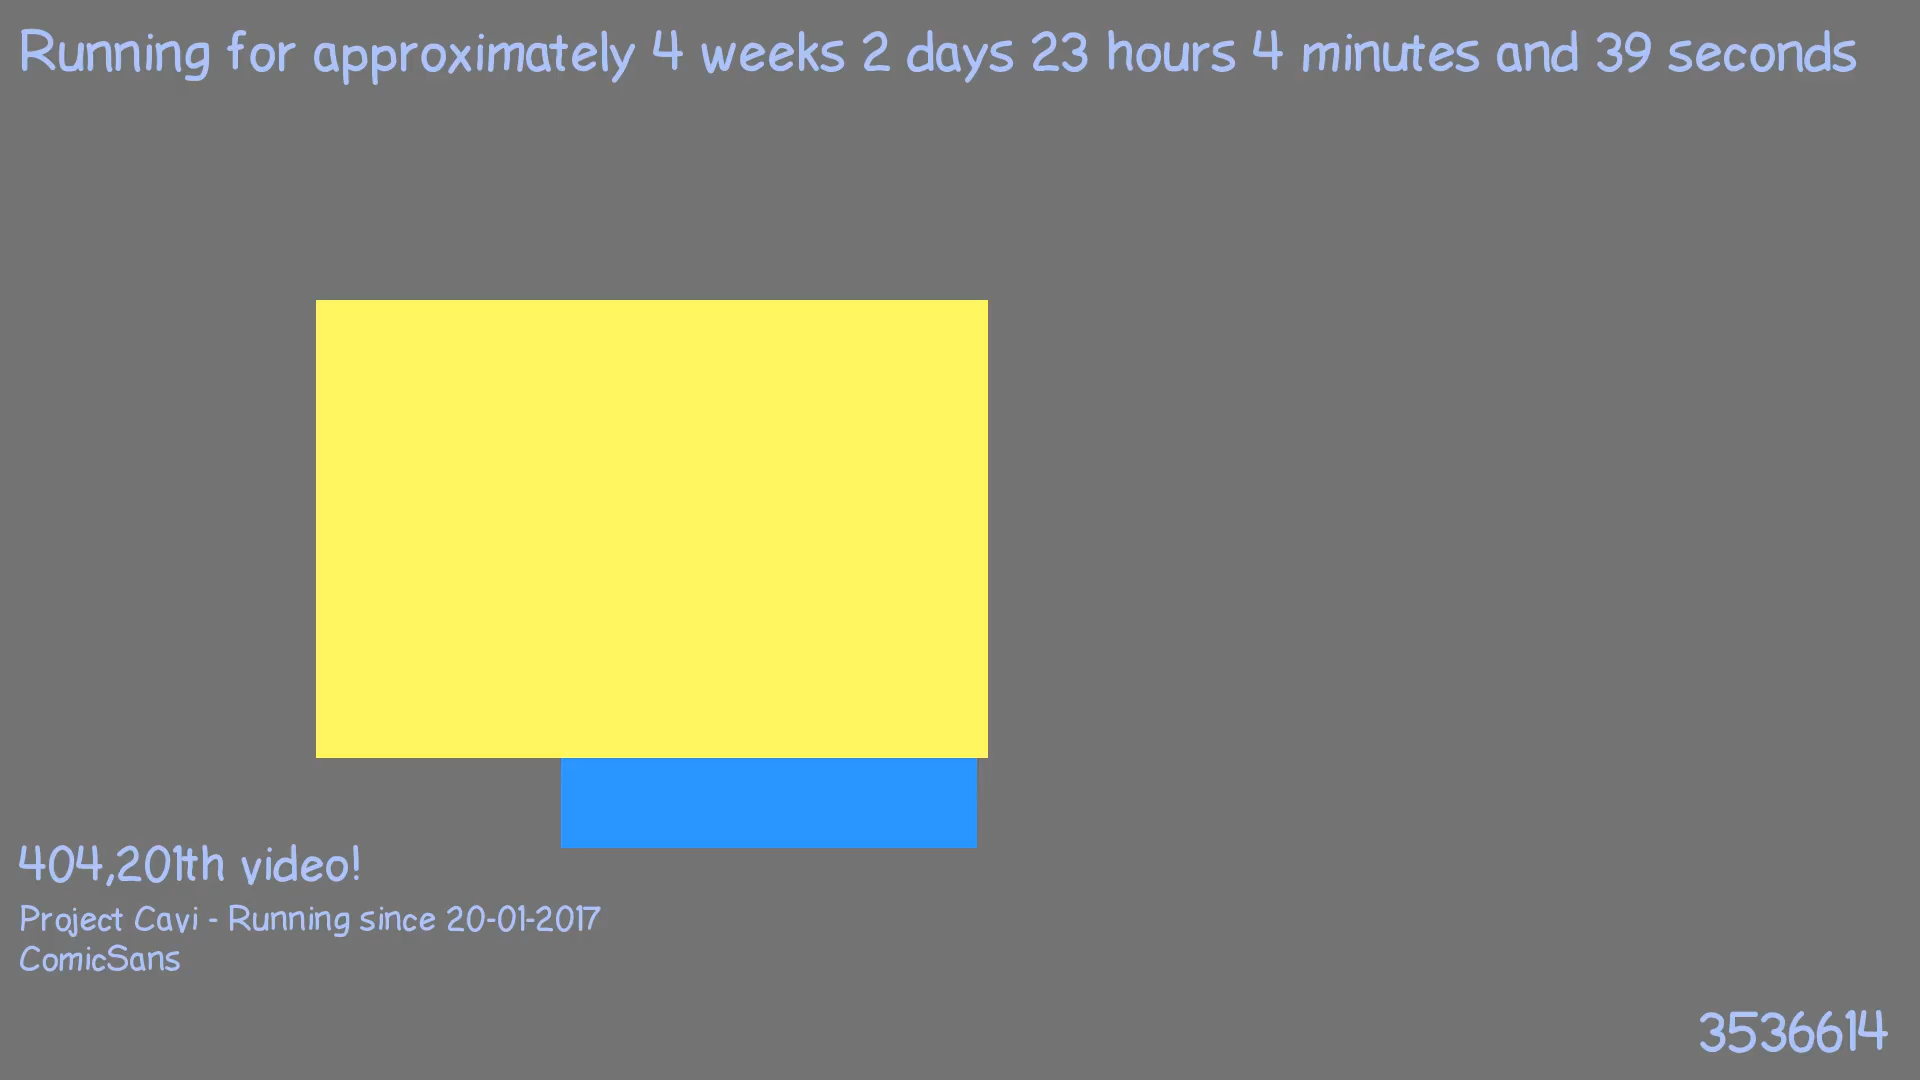 Running for approximately 4 weeks 2 days 23 hours 4 minutes and 39 seconds
404,201th video!
Project Cavi - Running since 20-01-2017
ComicSans
3536614